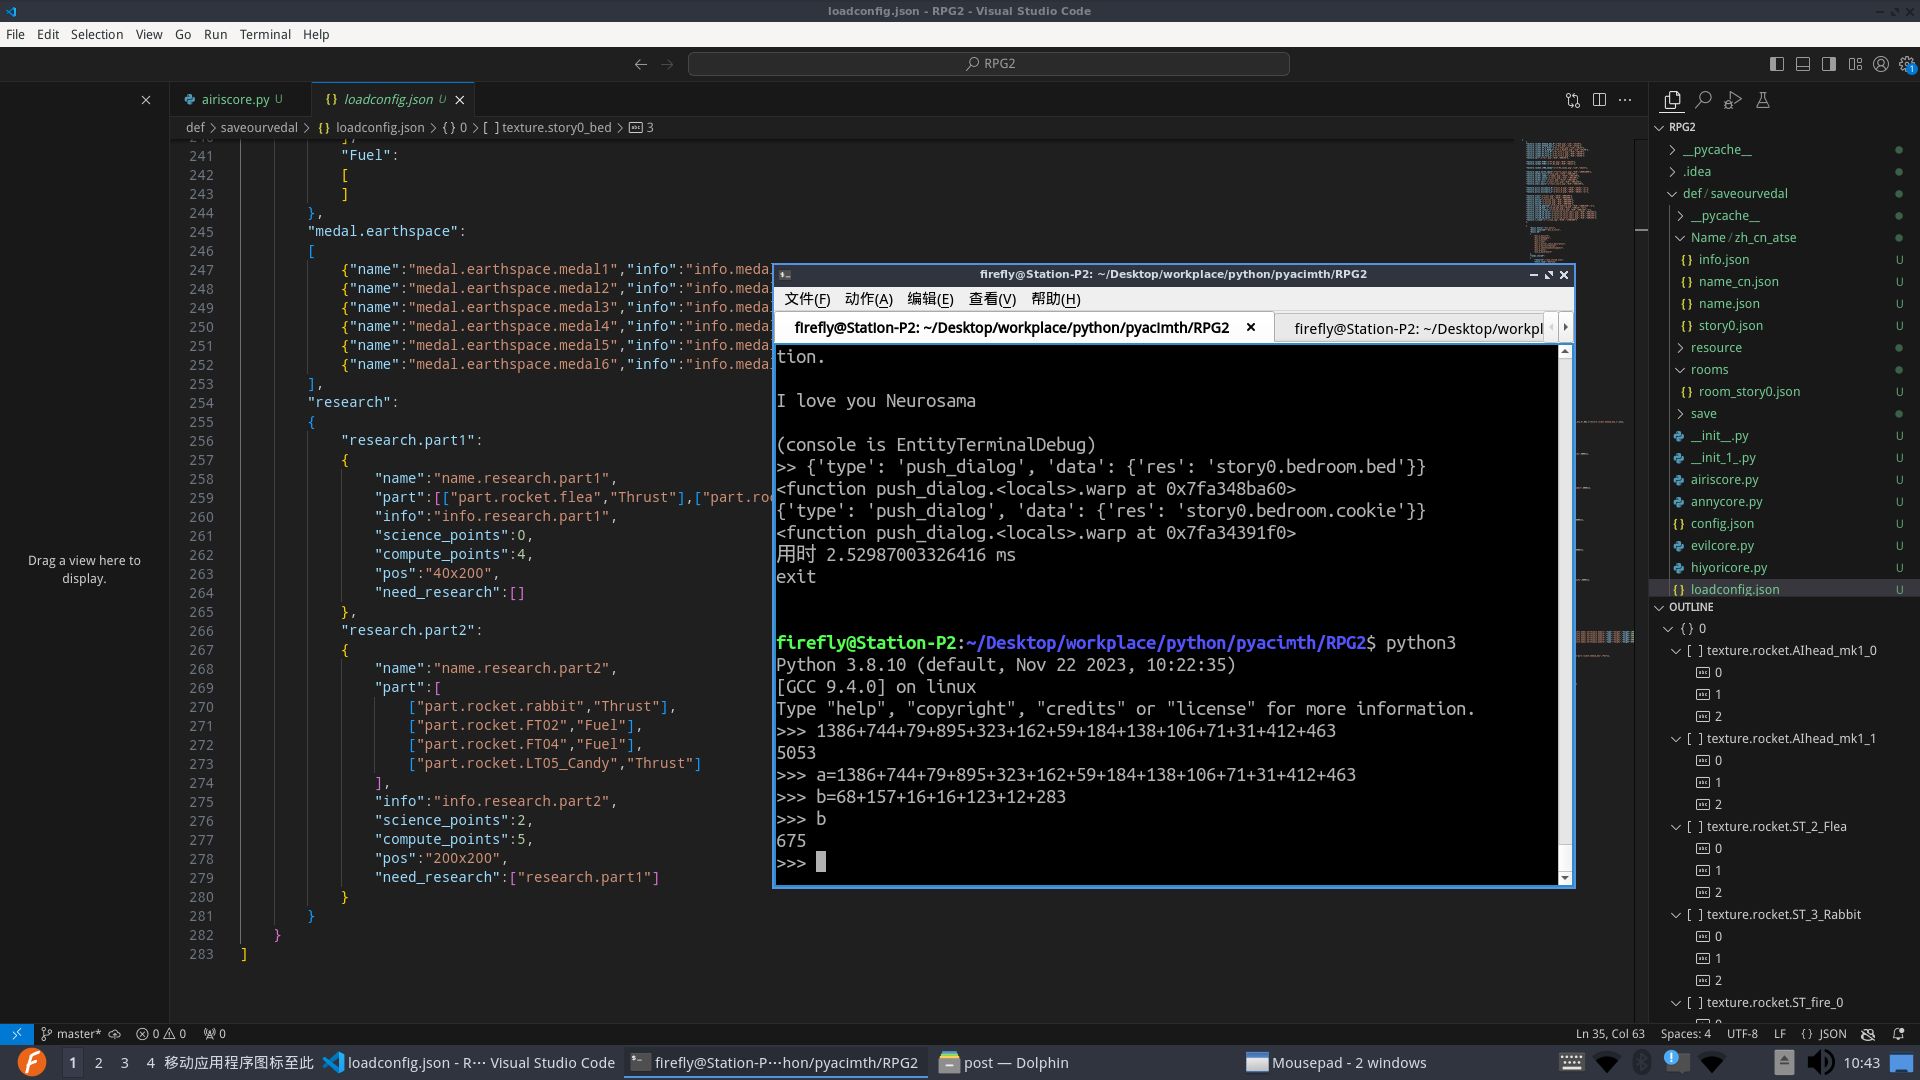 loadconfig.json - RPG2 - Visual Studio Code
File Edit Selection View Go Run Terminal Help
RPG2
airiscore.py U
loadconfig.json U
def > saveourvedal > {} loadconfig.json > {} 0 > [ ] texture.story0_bed > 3
241 "Fuel":
242 [
243 ]
244 },
245 "medal.earthspace":
246 [
247 {"name":"medal.earthspace.medal1","info":"info.meda
248 {"name":"medal.earthspace.medal2","info":"info.meda
249 {"name":"medal.earthspace.medal3","info":"info.meda
250 {"name":"medal.earthspace.medal4","info":"info.meda
251 {"name":"medal.earthspace.medal5","info":"info.meda
252 {"name":"medal.earthspace.medal6","info":"info.meda
253 ],
254 "research":
255 {
256 "research.part1":
257 {
258 "name":"name.research.part1",
259 "part":[["part.rocket.flea","Thrust"],["part.ro
260 "info":"info.research.part1",
261 "science_points":0,
262 "compute_points":4,
263 "pos":"40x200",
264 "need_research":[]
265 },
266 "research.part2":
267 {
268 "name":"name.research.part2",
269 "part":[
270 ["part.rocket.rabbit","Thrust"],
271 ["part.rocket.FT02","Fuel"],
272 ["part.rocket.FT04","Fuel"],
273 ["part.rocket.LT05_Candy","Thrust"]
274 ],
275 "info":"info.research.part2",
276 "science_points":2,
277 "compute_points":5,
278 "pos":"200x200",
279 "need_research":["research.part1"]
280 }
281 }
282 }
283 ]
Drag a view here to
display.
firefly@Station-P2: ~/Desktop/workplace/python/pyacimth/RPG2
文件(F) 动作(A) 编辑(E) 查看(V) 帮助(H)
firefly@Station-P2: ~/Desktop/workplace/python/pyacimth/RPG2
firefly@Station-P2: ~/Desktop/workpl
tion.
I love you Neurosama
(console is EntityTerminalDebug)
>> {'type': 'push_dialog', 'data': {'res': 'story0.bedroom.bed'}}
<function push_dialog.<locals>.warp at 0x7fa348ba60>
{'type': 'push_dialog', 'data': {'res': 'story0.bedroom.cookie'}}
<function push_dialog.<locals>.warp at 0x7fa34391f0>
用时 2.52987003326416 ms
exit
firefly@Station-P2:~/Desktop/workplace/python/pyacimth/RPG2$ python3
Python 3.8.10 (default, Nov 22 2023, 10:22:35)
[GCC 9.4.0] on linux
Type "help", "copyright", "credits" or "license" for more information.
>>> 1386+744+79+895+323+162+59+184+138+106+71+31+412+463
5053
>>> a=1386+744+79+895+323+162+59+184+138+106+71+31+412+463
>>> b=68+157+16+16+123+12+283
>>> b
675
>>>
RPG2
__pycache__
.idea
def / saveourvedal
__pycache__
Name / zh_cn_atse
{} info.json U
{} name_cn.json U
{} name.json U
{} story0.json U
resource
rooms
{} room_story0.json U
save
__init__.py U
__init_1_.py U
airiscore.py U
annycore.py U
{} config.json U
evilcore.py U
hiyoricore.py U
{} loadconfig.json U
OUTLINE
{} 0
[ ] texture.rocket.AIhead_mk1_0
0
1
2
[ ] texture.rocket.AIhead_mk1_1
0
1
2
[ ] texture.rocket.ST_2_Flea
0
1
2
[ ] texture.rocket.ST_3_Rabbit
0
1
2
[ ] texture.rocket.ST_fire_0
master* 0 0 0
Ln 35, Col 63 Spaces: 4 UTF-8 LF {} JSON
1 2 3 4 移动应用程序图标至此 loadconfig.json - R··· Visual Studio Code firefly@Station-P···hon/pyacimth/RPG2 post — Dolphin Mousepad - 2 windows 10:43